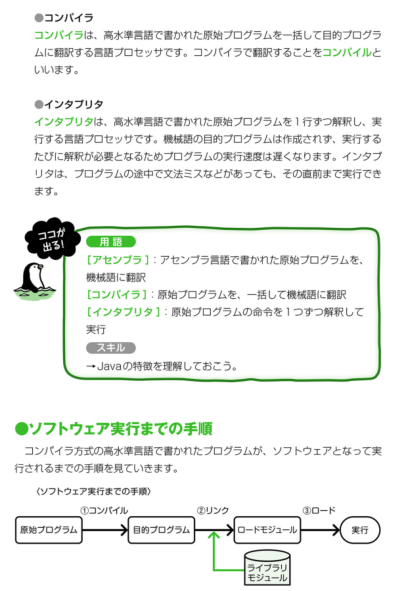 ●コンパイラ
コンパイラは、高水準言語で書かれた原始プログラムを一括して目的プログラ
ムに翻訳する言語プロセッサです。コンパイラで翻訳することをコンパイルと
いいます。
●インタプリタ
インタプリタは、高水準言語で書かれた原始プログラムを1行ずつ解釈し、実
行する言語プロセッサです。機械語の目的プログラムは作成されず、実行する
たびに解釈が必要となるためプログラムの実行速度は遅くなります。インタプ
リタは、プログラムの途中で文法ミスなどがあっても、その直前まで実行でき
ます。
ココが
出る!
用語
[アセンブラ]:アセンブラ言語で書かれた原始プログラムを、
機械語に翻訳
[コンパイラ]:原始プログラムを、一括して機械語に翻訳
[インタプリタ]:原始プログラムの命令を1つずつ解釈して
実行
スキル
→Javaの特徴を理解しておこう。
●ソフトウェア実行までの手順
コンパイラ方式の高水準言語で書かれたプログラムが、ソフトウェアとなって実
行されるまでの手順を見ていきます。
〈ソフトウェア実行までの手順〉
①コンパイル ②リンク ③ロード
原始プログラム 目的プログラム ロードモジュール 実行
ライブラリ
モジュール